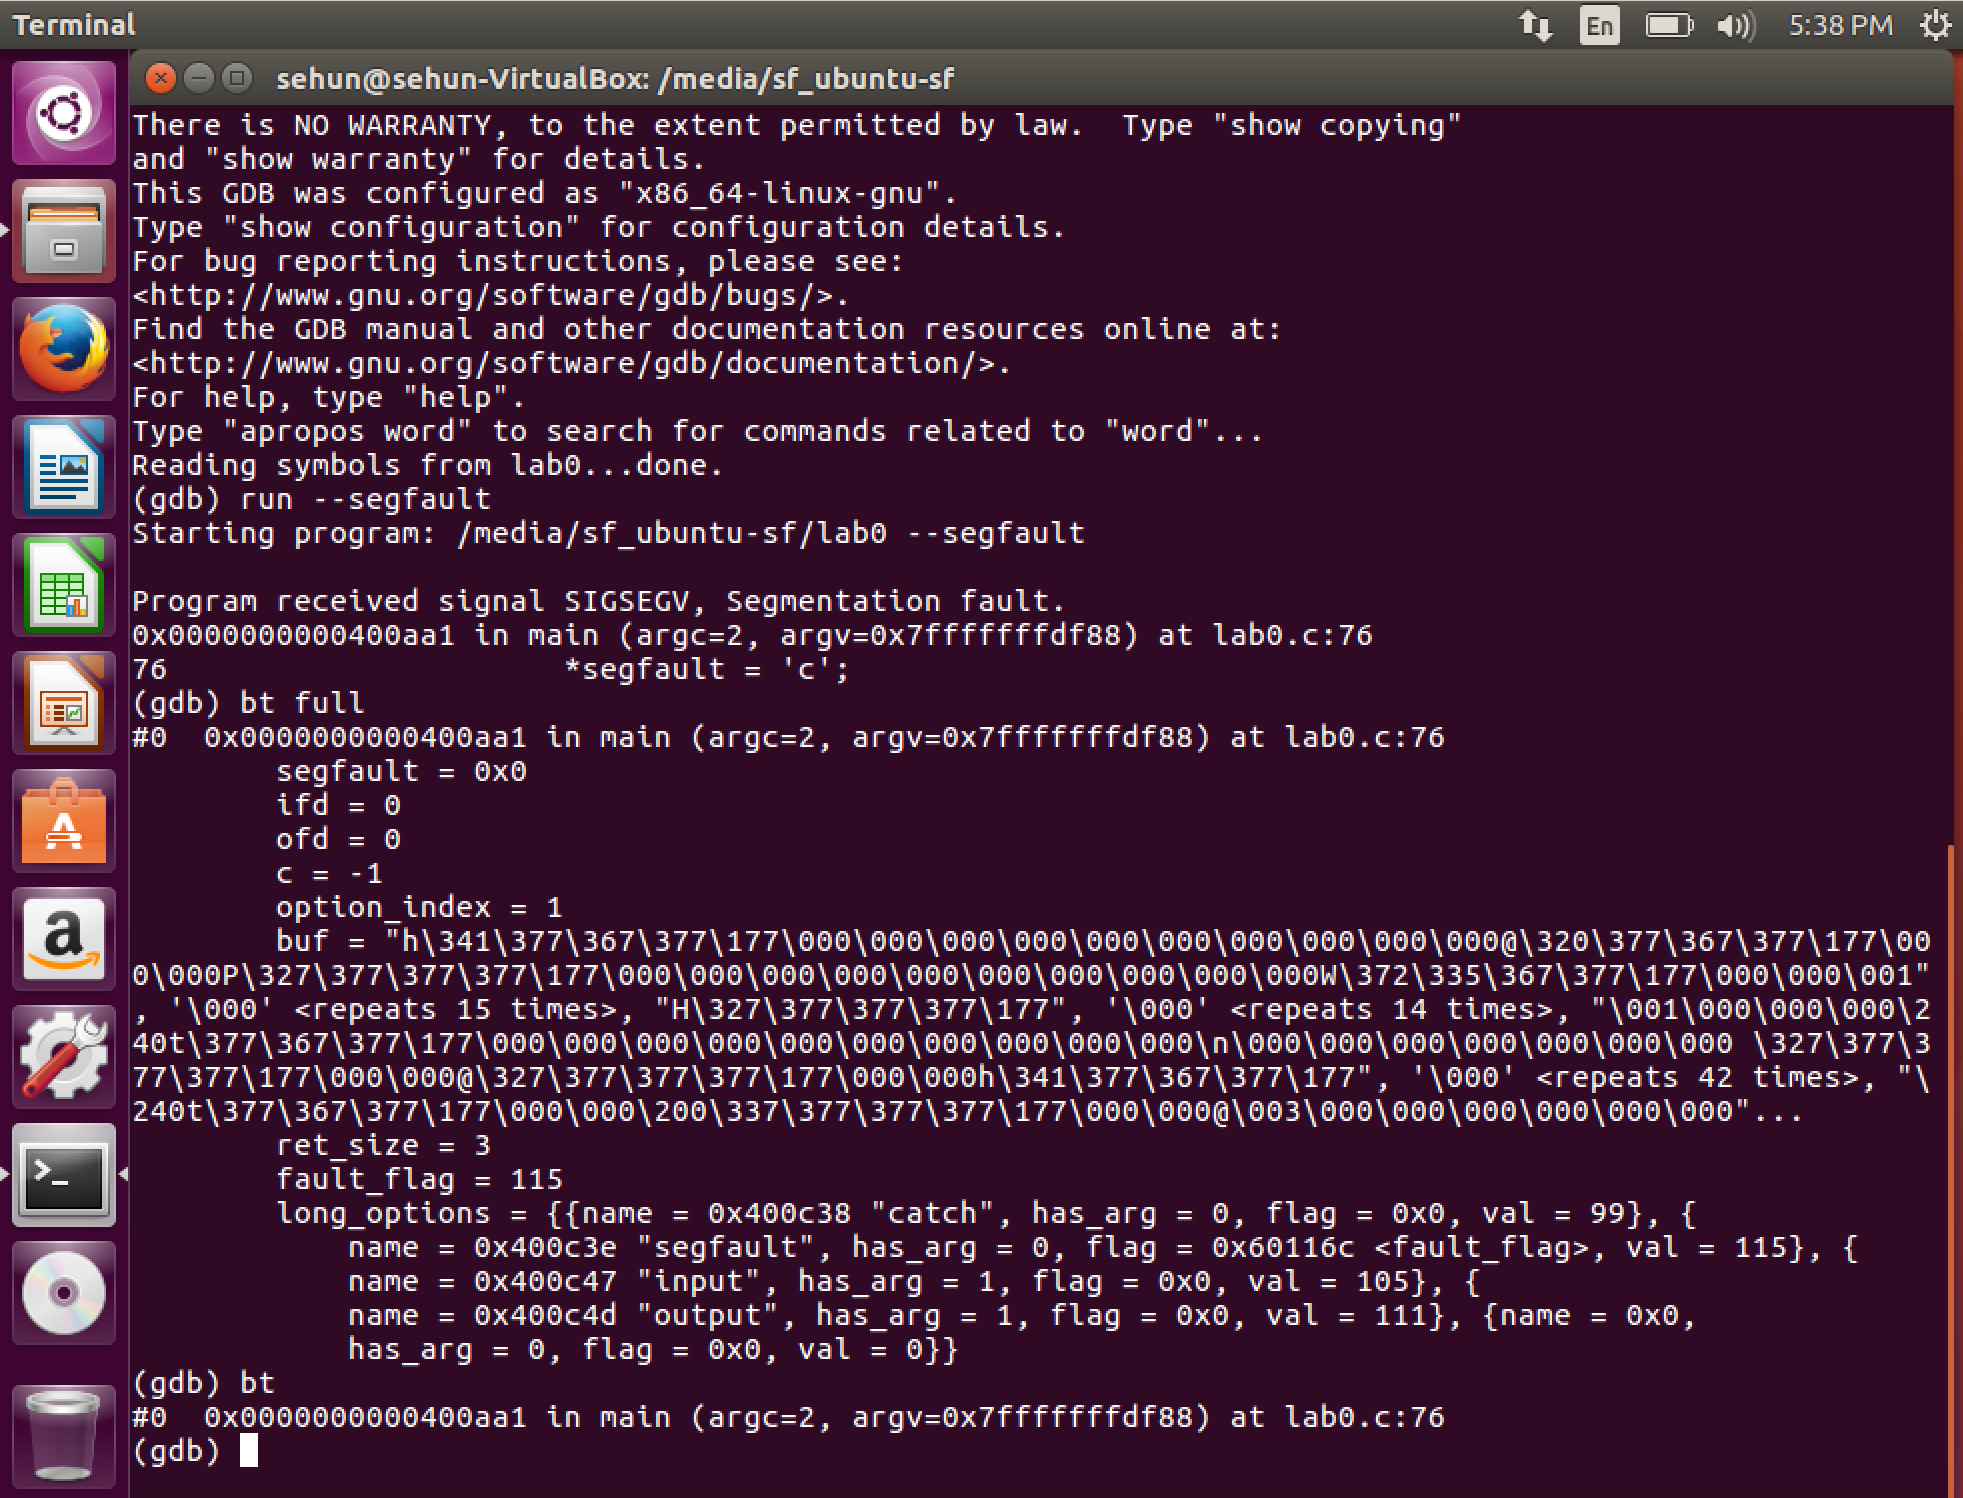 Terminal
En
5:38 PM
sehun@sehun-VirtualBox: /media/sf_ubuntu-sf
There is NO WARRANTY, to the extent permitted by law.  Type "show copying"
and "show warranty" for details.
This GDB was configured as "x86_64-linux-gnu".
Type "show configuration" for configuration details.
For bug reporting instructions, please see:
<http://www.gnu.org/software/gdb/bugs/>.
Find the GDB manual and other documentation resources online at:
<http://www.gnu.org/software/gdb/documentation/>.
For help, type "help".
Type "apropos word" to search for commands related to "word"...
Reading symbols from lab0...done.
(gdb) run --segfault
Starting program: /media/sf_ubuntu-sf/lab0 --segfault
Program received signal SIGSEGV, Segmentation fault.
0x0000000000400aa1 in main (argc=2, argv=0x7fffffffdf88) at lab0.c:76
76                      *segfault = 'c';
(gdb) bt full
#0  0x0000000000400aa1 in main (argc=2, argv=0x7fffffffdf88) at lab0.c:76
        segfault = 0x0
        ifd = 0
        ofd = 0
        c = -1
        option_index = 1
        buf = "h\341\377\367\377\177\000\000\000\000\000\000\000\000\000\000@\320\377\367\377\177\00
0\000P\327\377\377\377\177\000\000\000\000\000\000\000\000\000\000W\372\335\367\377\177\000\000\001"
, '\000' <repeats 15 times>, "H\327\377\377\377\177", '\000' <repeats 14 times>, "\001\000\000\000\2
40t\377\367\377\177\000\000\000\000\000\000\000\000\000\000\n\000\000\000\000\000\000\000 \327\377\3
77\377\177\000\000@\327\377\377\377\177\000\000h\341\377\367\377\177", '\000' <repeats 42 times>, "\
240t\377\367\377\177\000\000\200\337\377\377\377\177\000\000@\003\000\000\000\000\000\000"...
        ret_size = 3
        fault_flag = 115
        long_options = {{name = 0x400c38 "catch", has_arg = 0, flag = 0x0, val = 99}, {
            name = 0x400c3e "segfault", has_arg = 0, flag = 0x60116c <fault_flag>, val = 115}, {
            name = 0x400c47 "input", has_arg = 1, flag = 0x0, val = 105}, {
            name = 0x400c4d "output", has_arg = 1, flag = 0x0, val = 111}, {name = 0x0,
            has_arg = 0, flag = 0x0, val = 0}}
(gdb) bt
#0  0x0000000000400aa1 in main (argc=2, argv=0x7fffffffdf88) at lab0.c:76
(gdb)